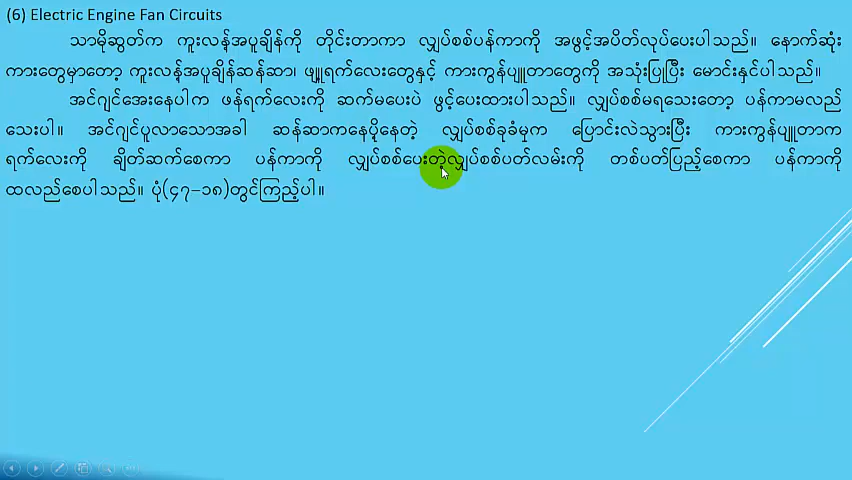 (6) Electric Engine Fan Circuits
သာမိုဆွတ်က ကူးလန့်အပူချိန်ကို တိုင်းတာကာ လျှပ်စစ်ပန်ကာကို အဖွင့်အပိတ်လုပ်ပေးပါသည်။ နောက်ဆုံး
ကားတွေမှာတော့ ကူးလန့်အပူချိန်ဆန်ဆာ၊ ဖျူးရက်လေးတွေနှင့် ကားကွန်ပျူတာတွေကို အသုံးပြုပြီး မောင်းနှင်ပါသည်။
အင်ဂျင်အေးနေပါက ဖန်ရက်လေးကို ဆက်မပေးပဲ ဖွင့်ပေးထားပါသည်။ လျှပ်စစ်မရသေးတော့ ပန်ကာမလည်
သေးပါ။ အင်ဂျင်ပူလာသောအခါ ဆန်ဆာကနေပို့နေတဲ့ လျှပ်စစ်ခုခံမှုက ပြောင်းလဲသွားပြီး ကားကွန်ပျူတာက
ရက်လေးကို ချိတ်ဆက်စေကာ ပန်ကာကို လျှပ်စစ်ပေးတဲ့လျှပ်စစ်ပတ်လမ်းကို တစ်ပတ်ပြည့်စေကာ ပန်ကာကို
ထလည်စေပါသည်။ ပုံ(၄၇–၁၈)တွင်ကြည့်ပါ။